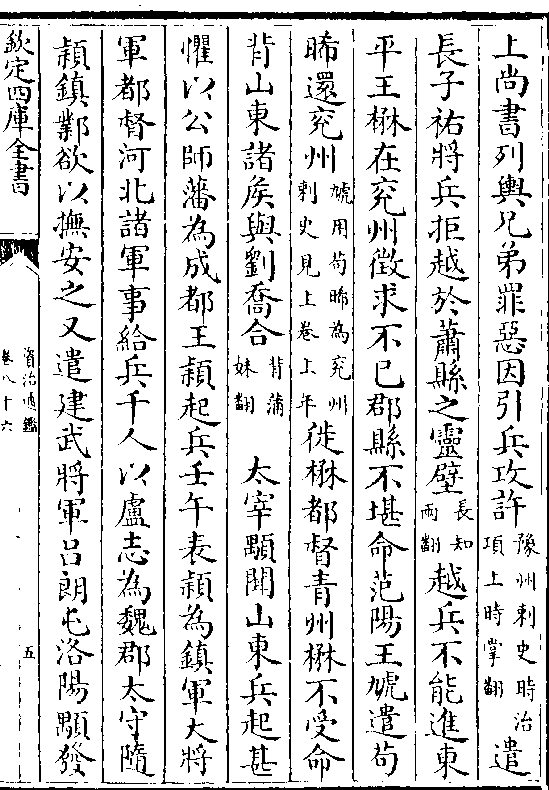 上尚書列輿兄弟罪惡因引兵攻許豫州刺史時治項上時掌翻遣
長子祐將兵拒越於蕭縣之靈壁長知兩翻越兵不能進東
平王楙在兗州徵求不已郡縣不堪命范陽王虓遣苟
晞還兗州虓用苟晞為兗州刺史見上卷上年徙楙都督青州楙不受命
背山東諸侯與劉喬合背蒲妹翻太宰顒聞山東兵起甚
懼以公師藩為成都王穎起兵壬午表穎為鎮軍大將
軍都督河北諸軍事給兵千人以盧志為魏郡太守隨
穎鎮鄴欲以撫安之又遣建武將軍呂朗屯洛陽顒發
欽定四庫全書
資治通鑑
卷八十六
五